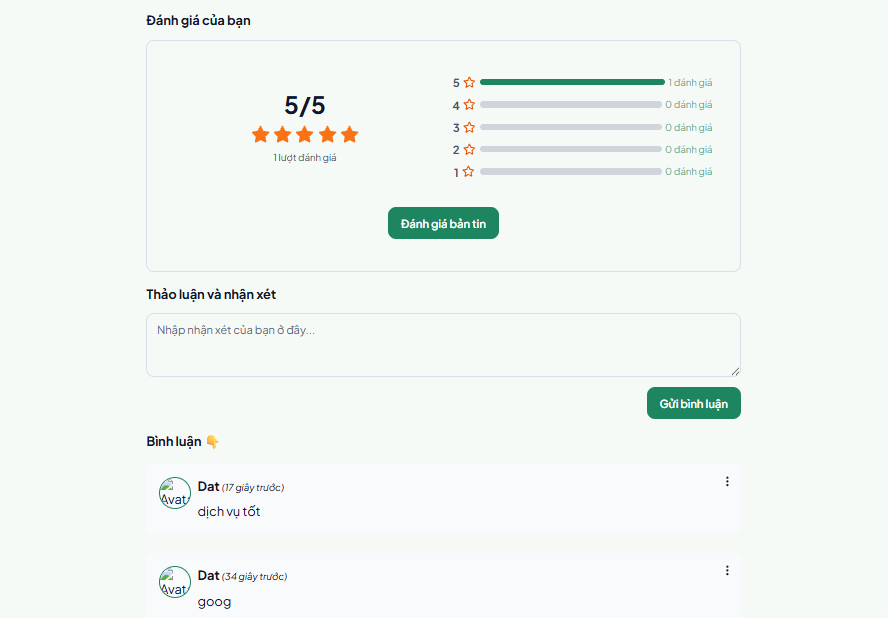 Đánh giá của bạn
5/5
1 lượt đánh giá
5 1 đánh giá
4 0 đánh giá
3 0 đánh giá
2 0 đánh giá
1 0 đánh giá
Đánh giá bản tin
Thảo luận và nhận xét
Nhập nhận xét của bạn ở đây...
Gửi bình luận
Bình luận 👇
Avat
Dat (17 giây trước)
dịch vụ tốt
Avat
Dat (34 giây trước)
goog